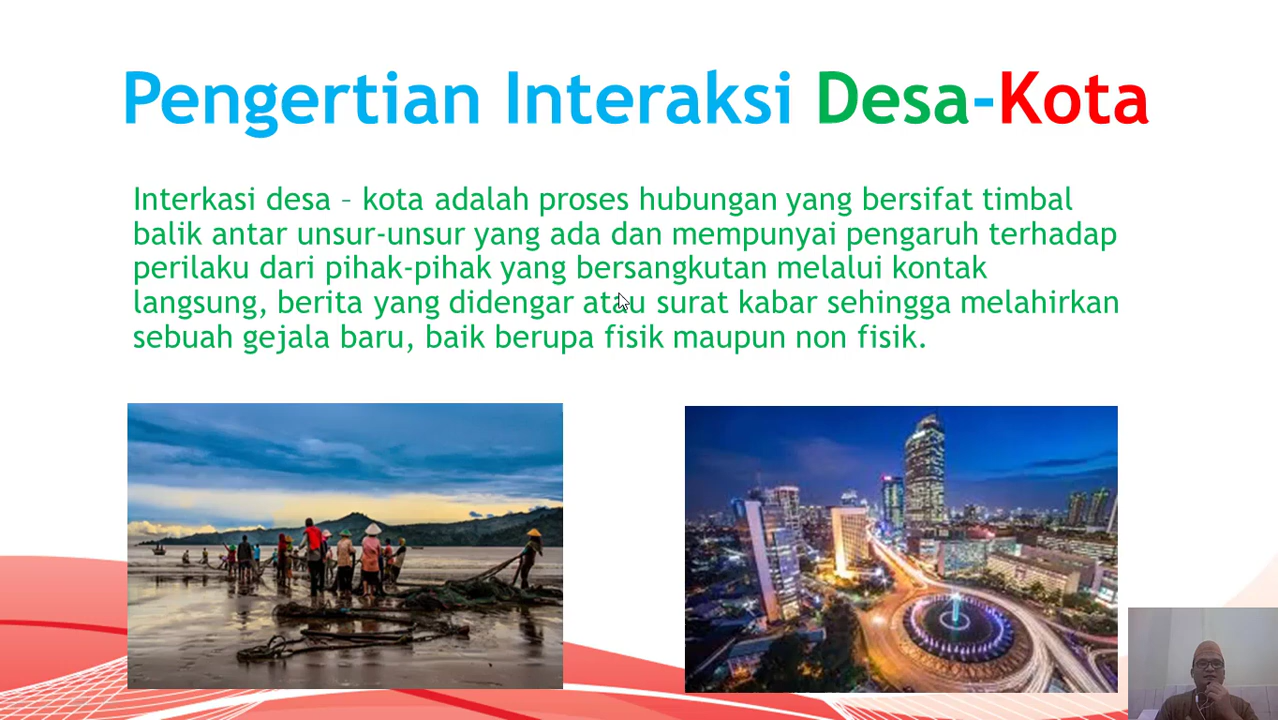 Pengertian Interaksi Desa-Kota
Interkasi desa – kota adalah proses hubungan yang bersifat timbal
balik antar unsur-unsur yang ada dan mempunyai pengaruh terhadap
perilaku dari pihak-pihak yang bersangkutan melalui kontak
langsung, berita yang didengar atau surat kabar sehingga melahirkan
sebuah gejala baru, baik berupa fisik maupun non fisik.